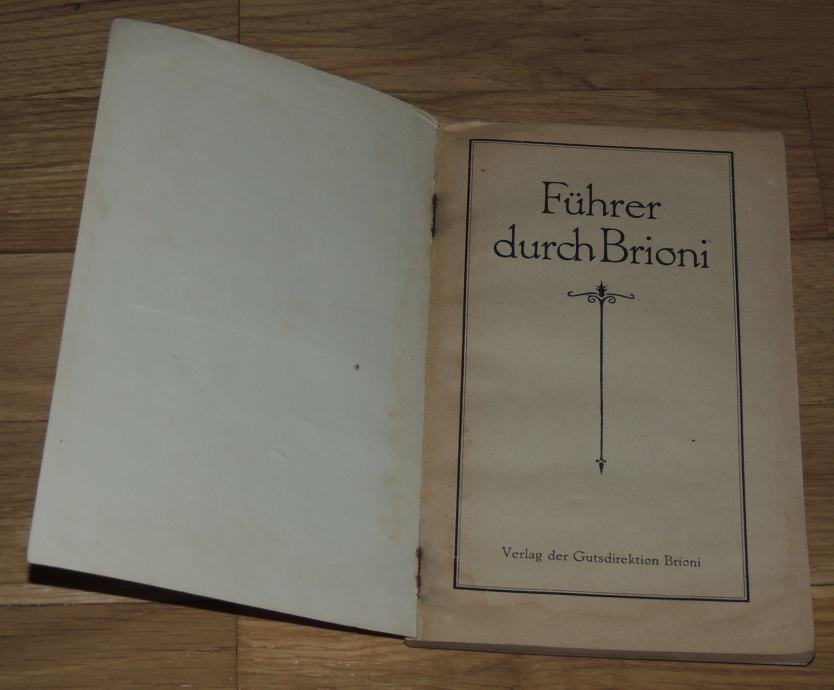 Führer
durch Brioni
Verlag der Gutsdirektion Brioni